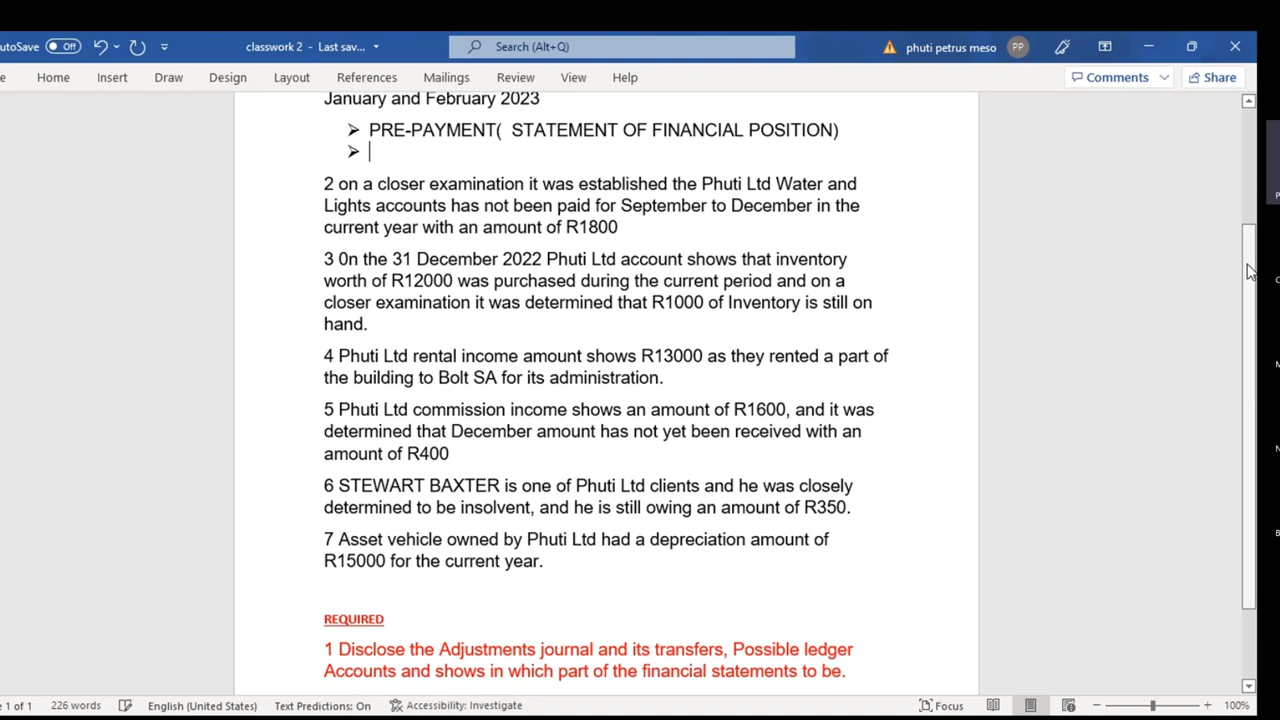 utoSave Off classwork 2 - Last sav... Search (Alt+Q) phuti petrus meso PP
e Home Insert Draw Design Layout References Mailings Review View Help Comments Share
January and February 2023
➢ PRE-PAYMENT( STATEMENT OF FINANCIAL POSITION)
➢
2 on a closer examination it was established the Phuti Ltd Water and
Lights accounts has not been paid for September to December in the
current year with an amount of R1800
3 0n the 31 December 2022 Phuti Ltd account shows that inventory
worth of R12000 was purchased during the current period and on a
closer examination it was determined that R1000 of Inventory is still on
hand.
4 Phuti Ltd rental income amount shows R13000 as they rented a part of
the building to Bolt SA for its administration.
5 Phuti Ltd commission income shows an amount of R1600, and it was
determined that December amount has not yet been received with an
amount of R400
6 STEWART BAXTER is one of Phuti Ltd clients and he was closely
determined to be insolvent, and he is still owing an amount of R350.
7 Asset vehicle owned by Phuti Ltd had a depreciation amount of
R15000 for the current year.
REQUIRED
1 Disclose the Adjustments journal and its transfers, Possible ledger
Accounts and shows in which part of the financial statements to be.
e 1 of 1 226 words English (United States) Text Predictions: On Accessibility: Investigate Focus 100%